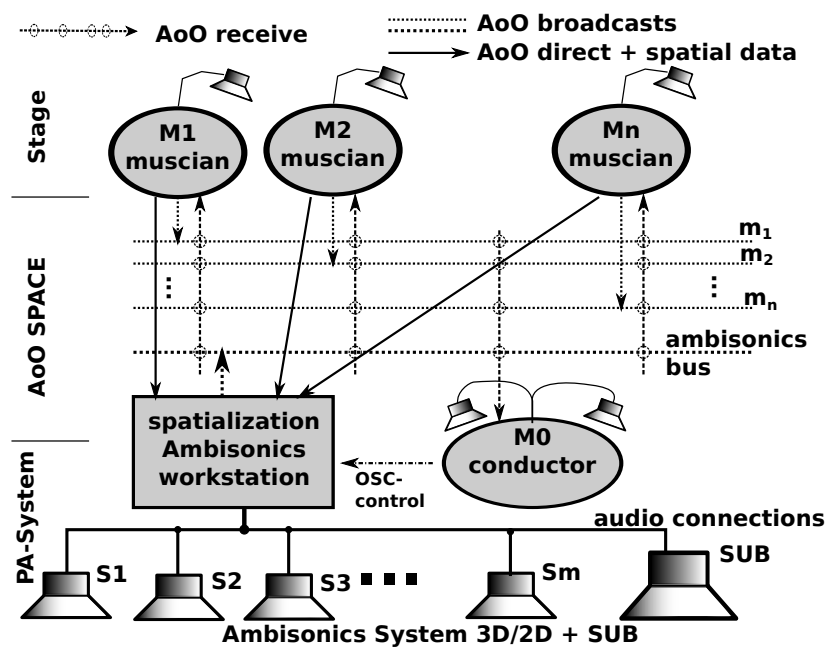 AoO receive
AoO broadcasts
AoO direct + spatial data
Stage
M1
muscian
M2
muscian
Mn
muscian
AoO SPACE
m1
m2
...
...
mn
ambisonics
bus
spatialization
Ambisonics
workstation
M0
conductor
OSC-
control
PA-System
audio connections
S1
S2
S3
Sm
SUB
Ambisonics System 3D/2D + SUB